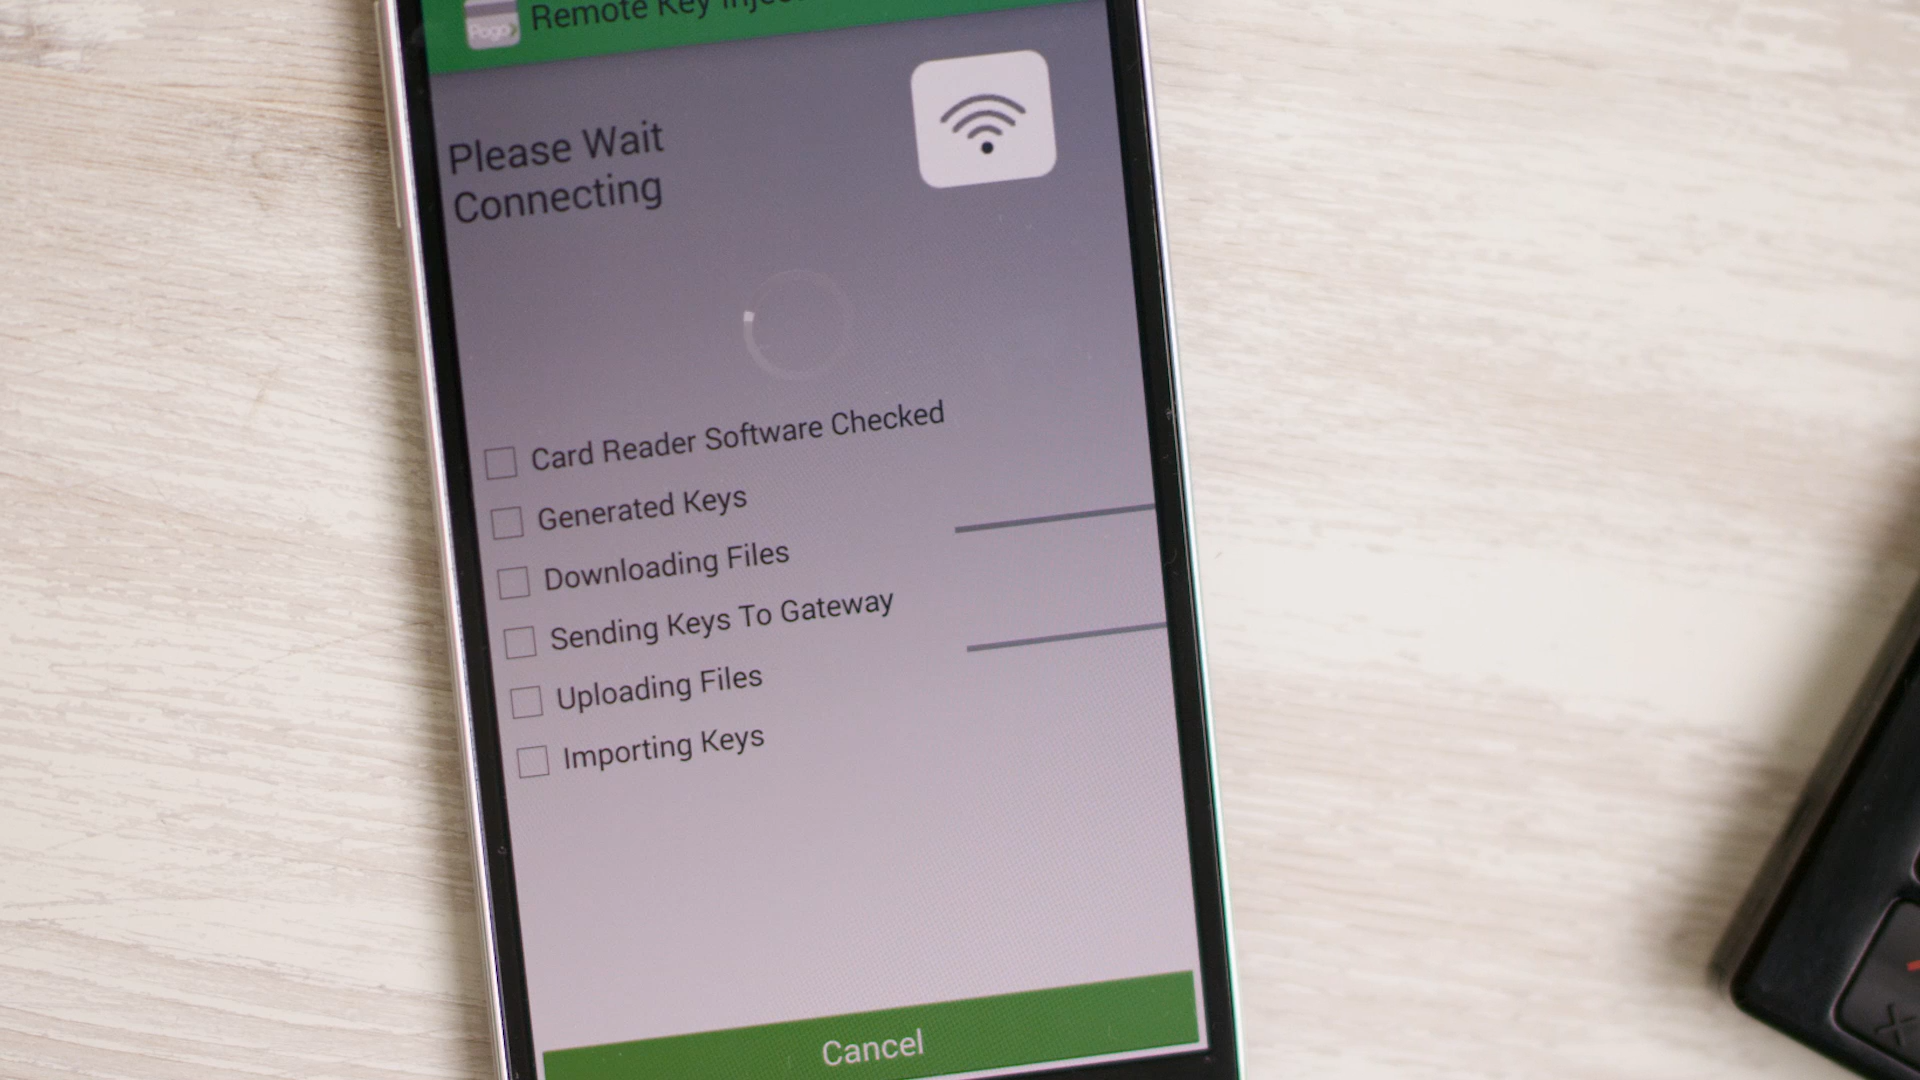 Pogo>
Remote Key
Please Wait
Connecting
Card Reader Software Checked
Generated Keys
Downloading Files
Sending Keys To Gateway
Uploading Files
Importing Keys
Cancel
X